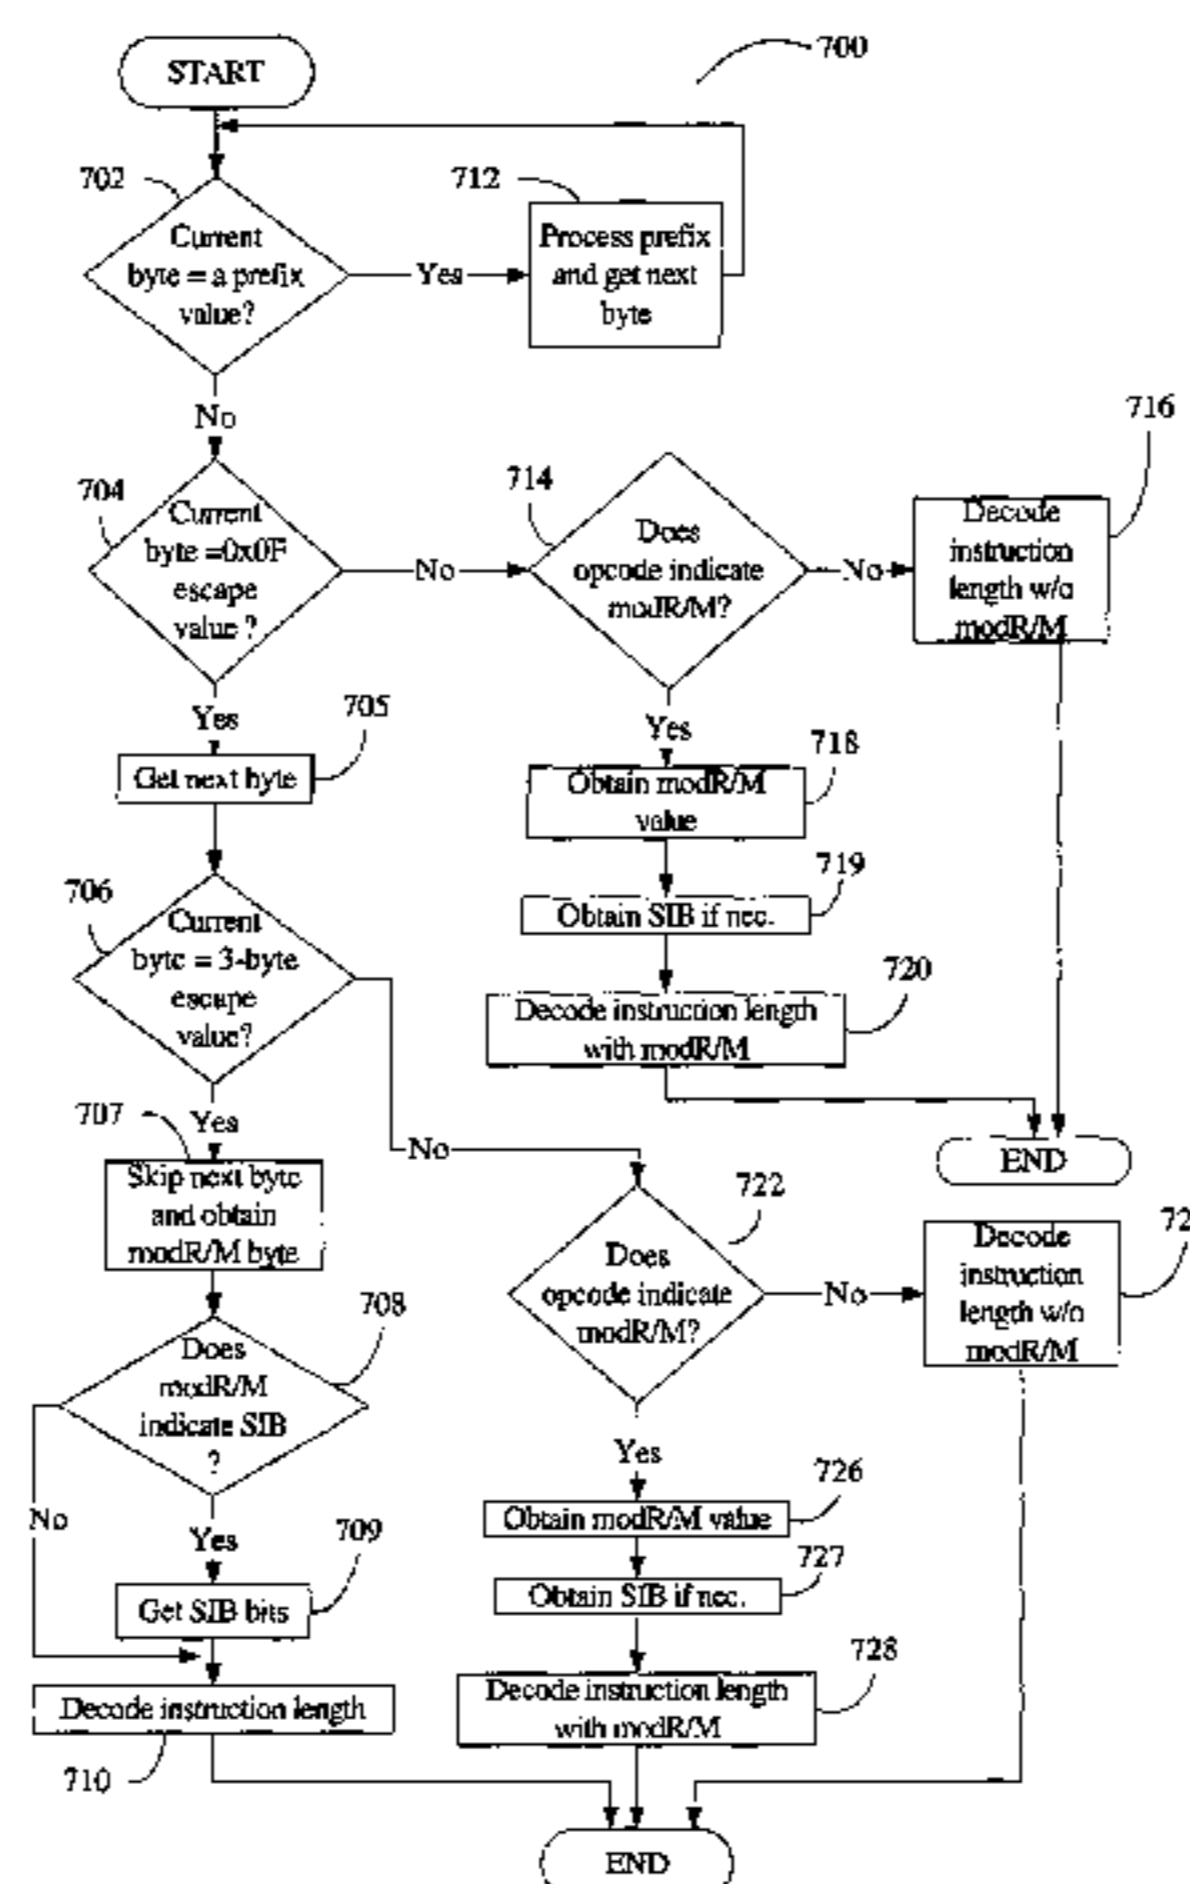 START
700
702
Current
byte = a prefix
value?
Yes
712
Process prefix
and get next
byte
No
704
Current
byte =0x0F
escape
value ?
No
714
Does
opcode indicate
modR/M?
No
716
Decode
instruction
length w/o
modR/M
Yes
705
Get next byte
Yes
718
Obtain modR/M
value
719
Obtain SIB if nec.
720
Decode instruction length
with modR/M
END
706
Current
byte = 3-byte
escape
value?
Yes
No
707
Skip next byte
and obtain
modR/M byte
708
Does
modR/M
indicate SIB
?
No
Yes
709
Get SIB bits
Decode instruction length
710
722
Does
opcode indicate
modR/M?
No
72
Decode
instruction
length w/o
modR/M
Yes
726
Obtain modR/M value
727
Obtain SIB if nec.
728
Decode instruction length
with modR/M
END